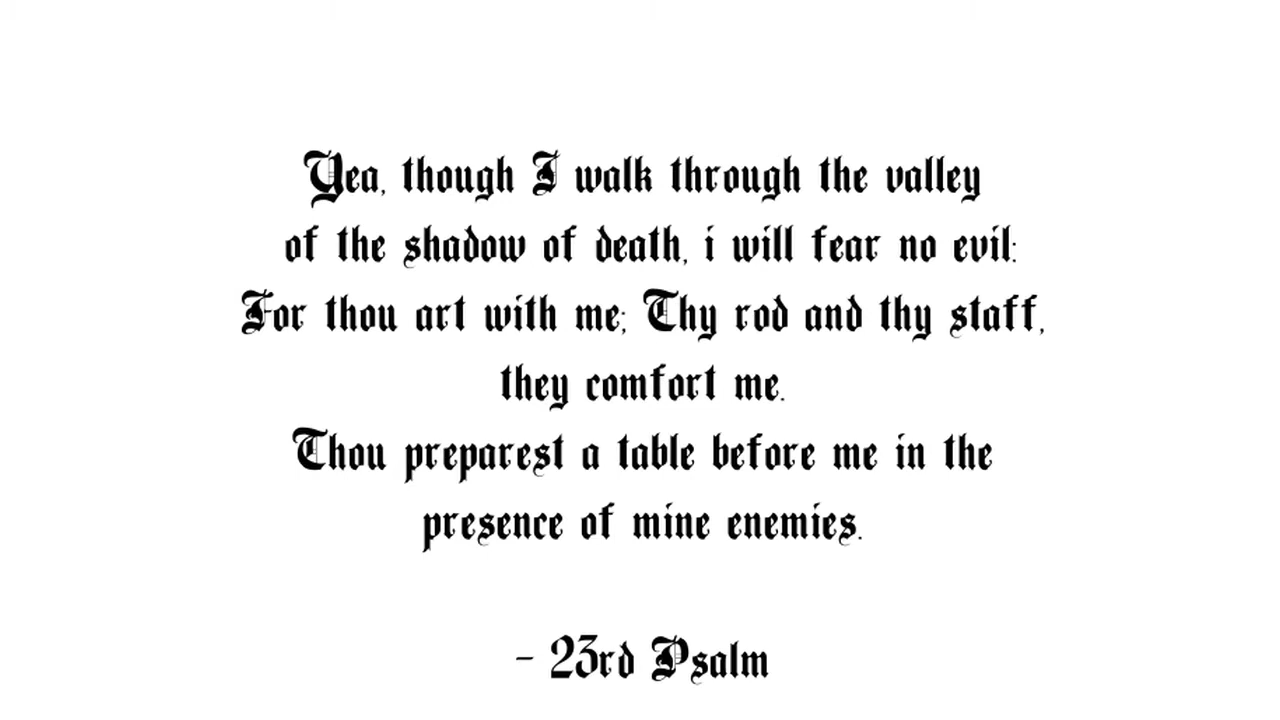 Yea, though I walk through the valley
of the shadow of death, i will fear no evil:
For thou art with me; Thy rod and thy staff,
they comfort me.
Thou preparest a table before me in the
presence of mine enemies.
- 23rd Psalm